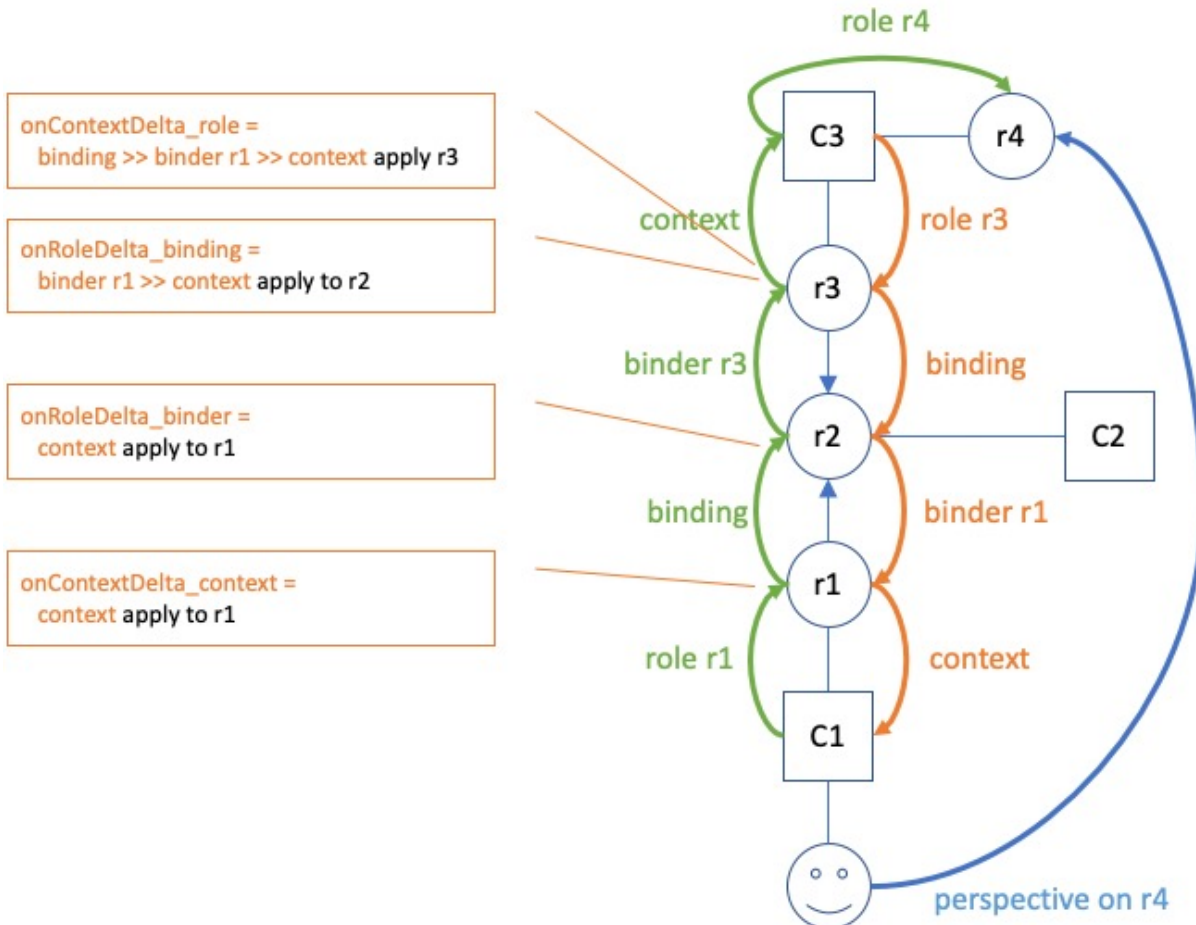 role r4
onContextDelta_role =
binding >> binder r1 >> context apply r3
C3
r4
context
role r3
onRoleDelta_binding =
binder r1 >> context apply to r2
r3
binder r3
binding
onRoleDelta_binder =
context apply to r1
r2
C2
binding
binder r1
onContextDelta_context =
context apply to r1
r1
role r1
context
C1
perspective on r4